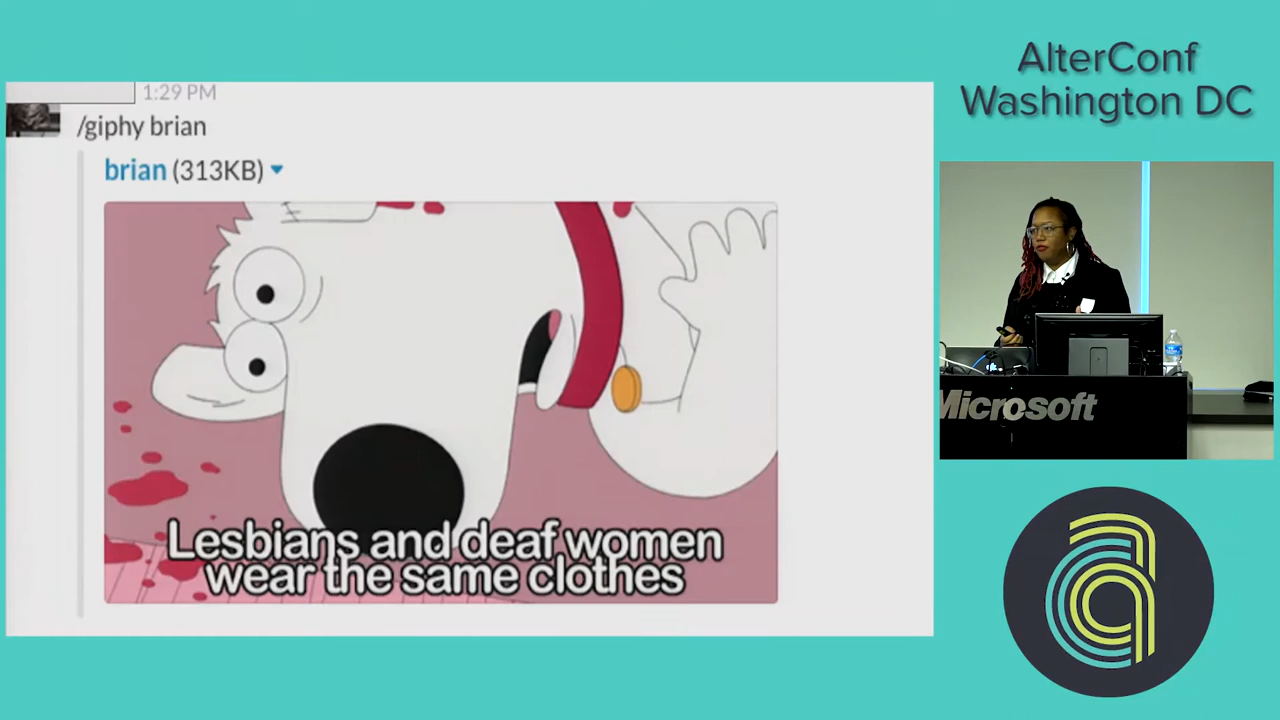 AlterConf
Washington DC
1:29 PM
/giphy brian
brian (313KB)
Lesbians and deaf women
wear the same clothes
Microsoft